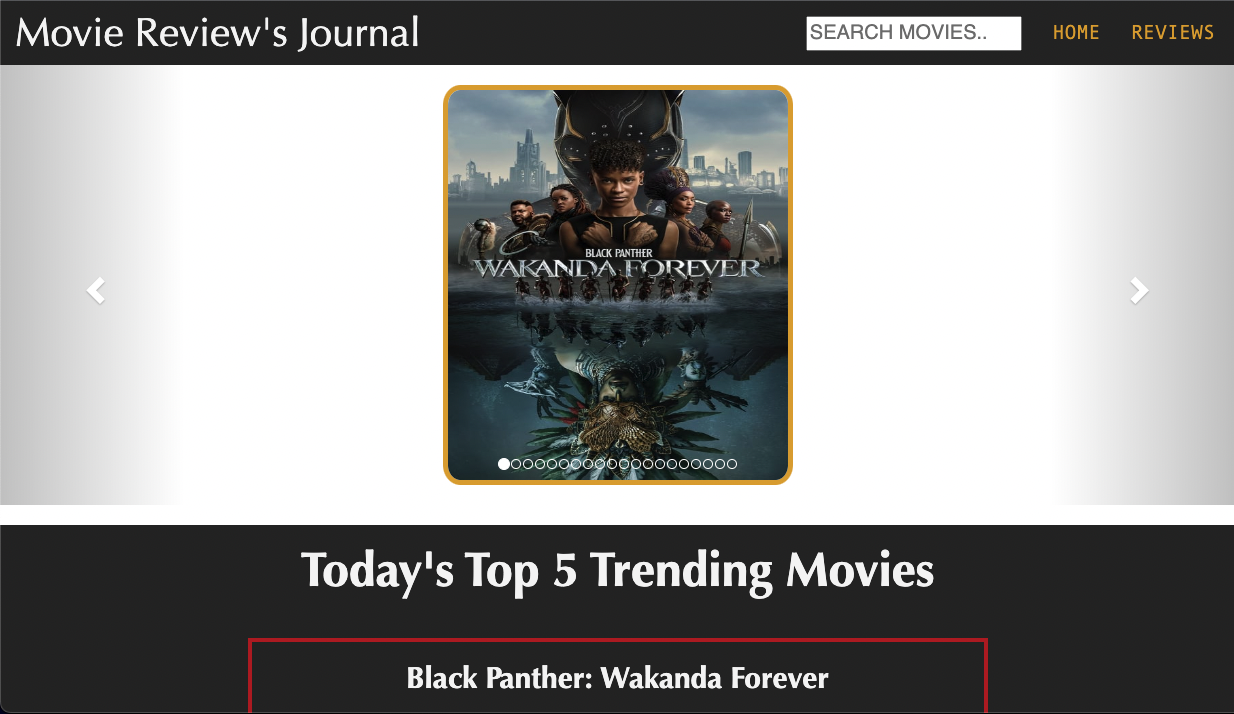 Movie Review's Journal
SEARCH MOVIES..
HOME
REVIEWS
BLACK PANTHER
WAKANDA FOREVER
Today's Top 5 Trending Movies
Black Panther: Wakanda Forever